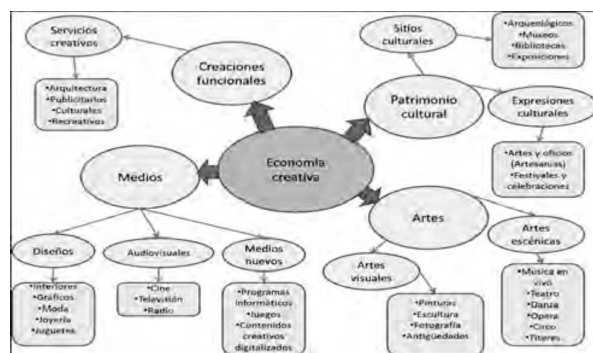 Servicios
creativos
•Arquitectura
•Publicitarios
•Culturales
•Recreativos
Creaciones
funcionales
Sitios
culturales
•Arqueológicos
•Museos
•Bibliotecas
•Exposiciones
Patrimonio
cultural
Expresiones
culturales
•Artes y oficios
(Artesanías)
•Festivales y
celebraciones
Economía
creativa
Medios
Diseños
•Interiores
•Gráficos
•Moda
•Joyería
•Juguetes
Audiovisuales
•Cine
•Televisión
•Radio
Medios
nuevos
•Programas
informáticos
•Juegos
•Contenidos
creativos
digitalizados
Artes
Artes
visuales
•Pinturas
•Escultura
•Fotografía
•Antigüedades
Artes
escénicas
•Música en
vivo
•Teatro
•Danza
•Opera
•Circo
•Títeres